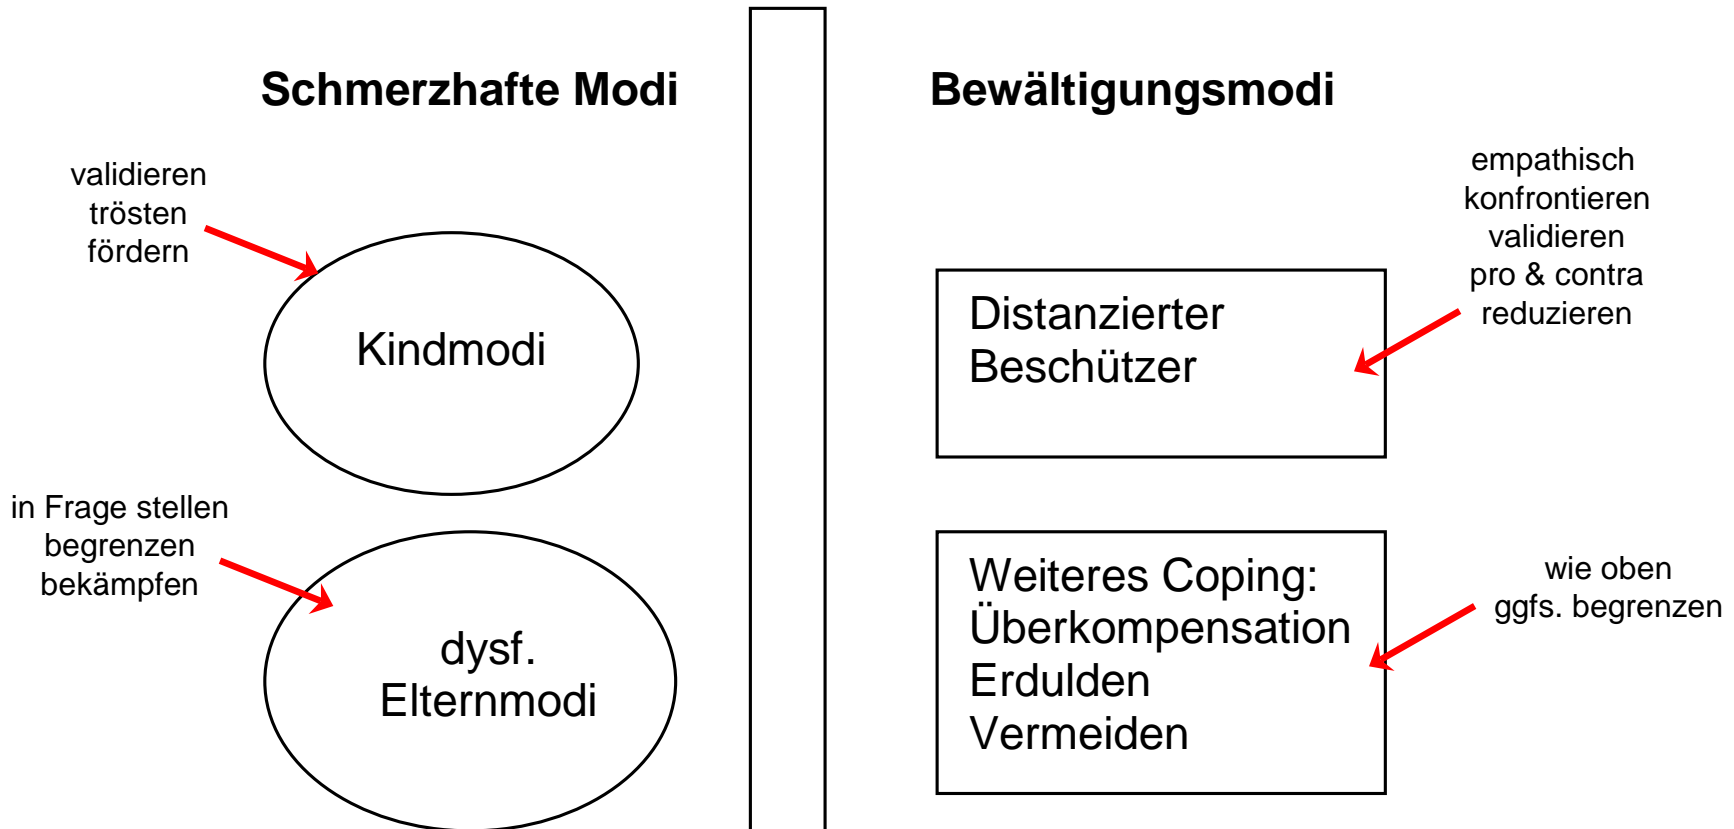 Schmerzhafte Modi
Bewältigungsmodi
validieren
trösten
fördern
Kindmodi
empathisch
konfrontieren
validieren
pro & contra
reduzieren
Distanzierter
Beschützer
in Frage stellen
begrenzen
bekämpfen
dysf.
Elternmodi
Weiteres Coping:
Überkompensation
Erdulden
Vermeiden
wie oben
ggfs. begrenzen